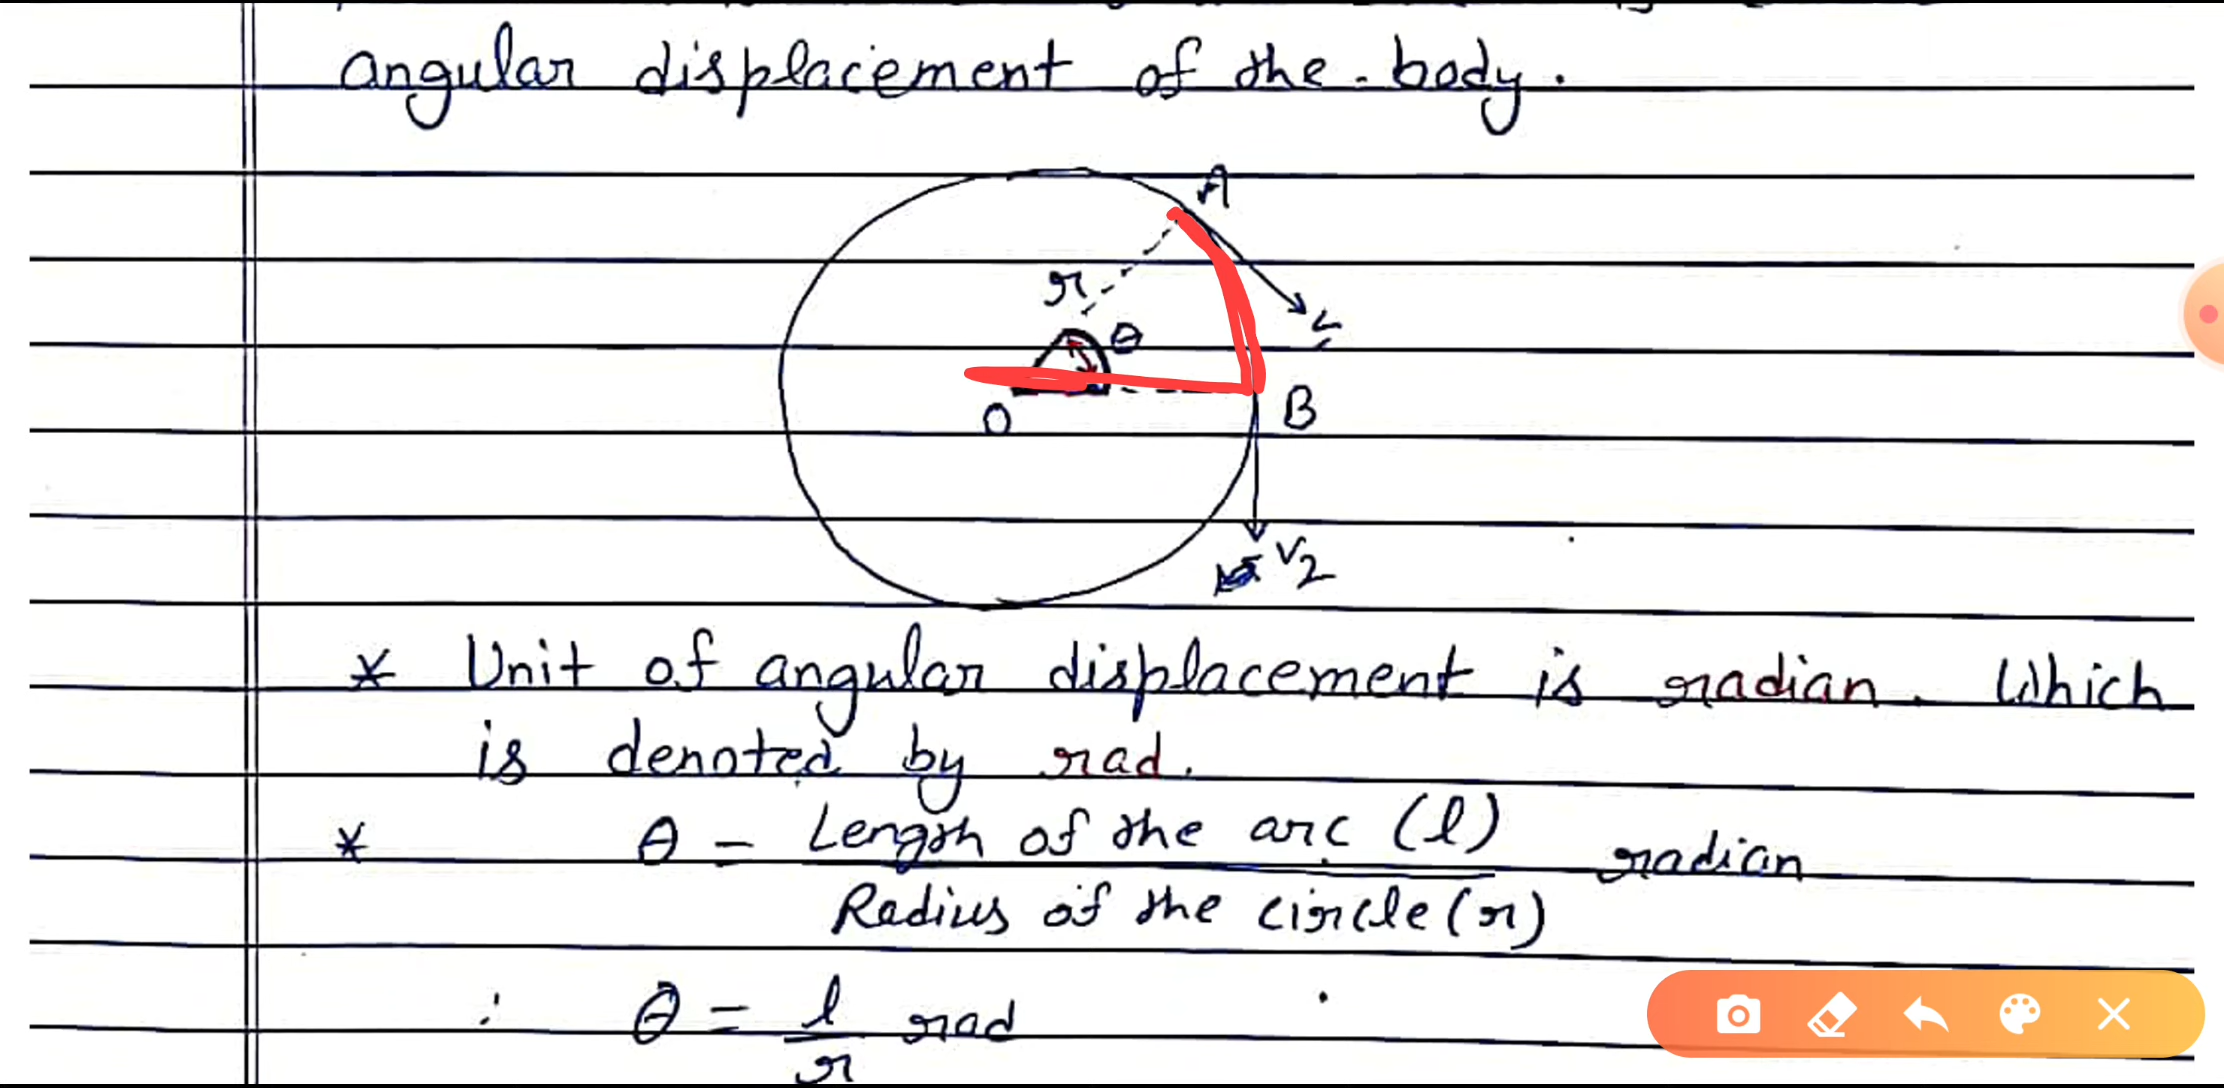 angular displacement of the body.
A
r
θ
V
O
B
V2
* Unit of angular displacement is radian. Which
is denoted by rad.
* θ = Length of the arc (l) radian
Radius of the circle (r)
∴ θ = l rad
r